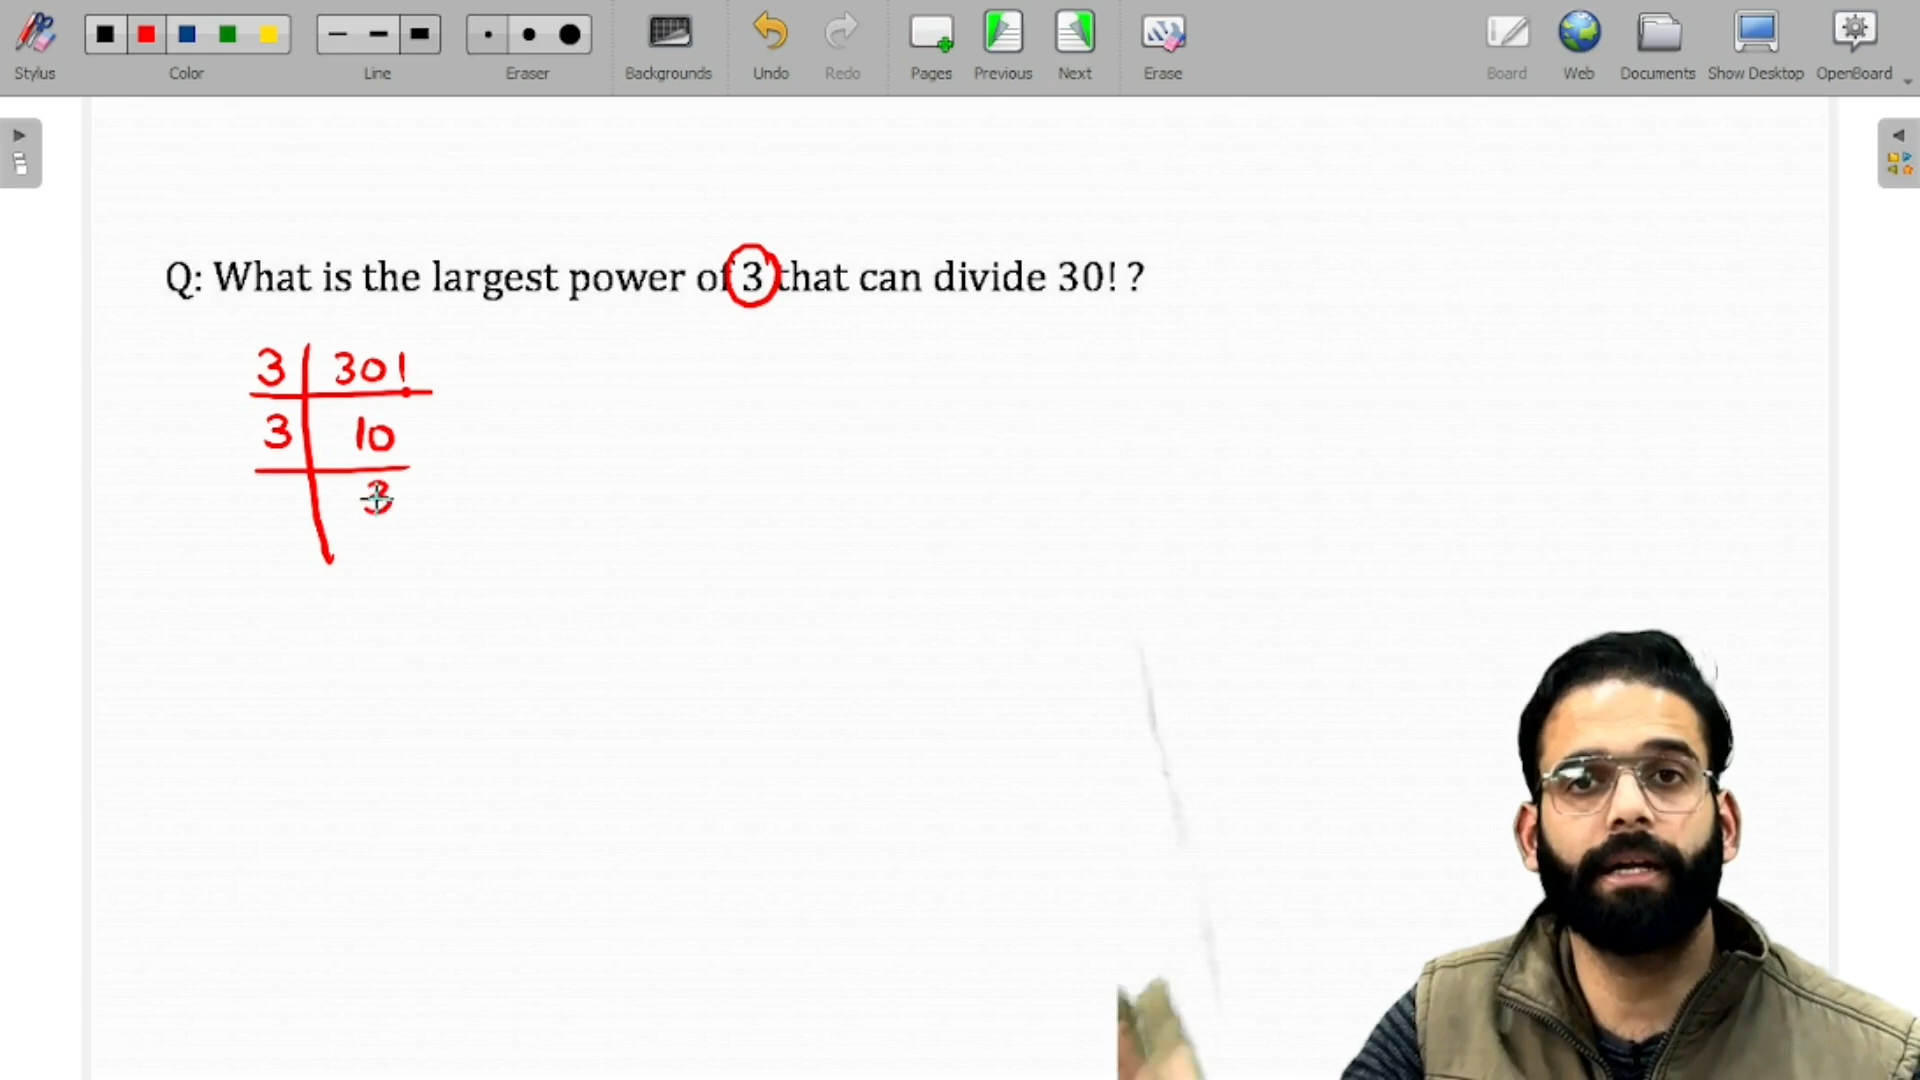 Stylus
Color
Line
Eraser
Backgrounds
Undo
Redo
Pages
Previous
Next
Erase
Board
Web
Documents
Show Desktop
OpenBoard
Q: What is the largest power of 3 that can divide 30! ?
3 | 30!
3 | 10
3